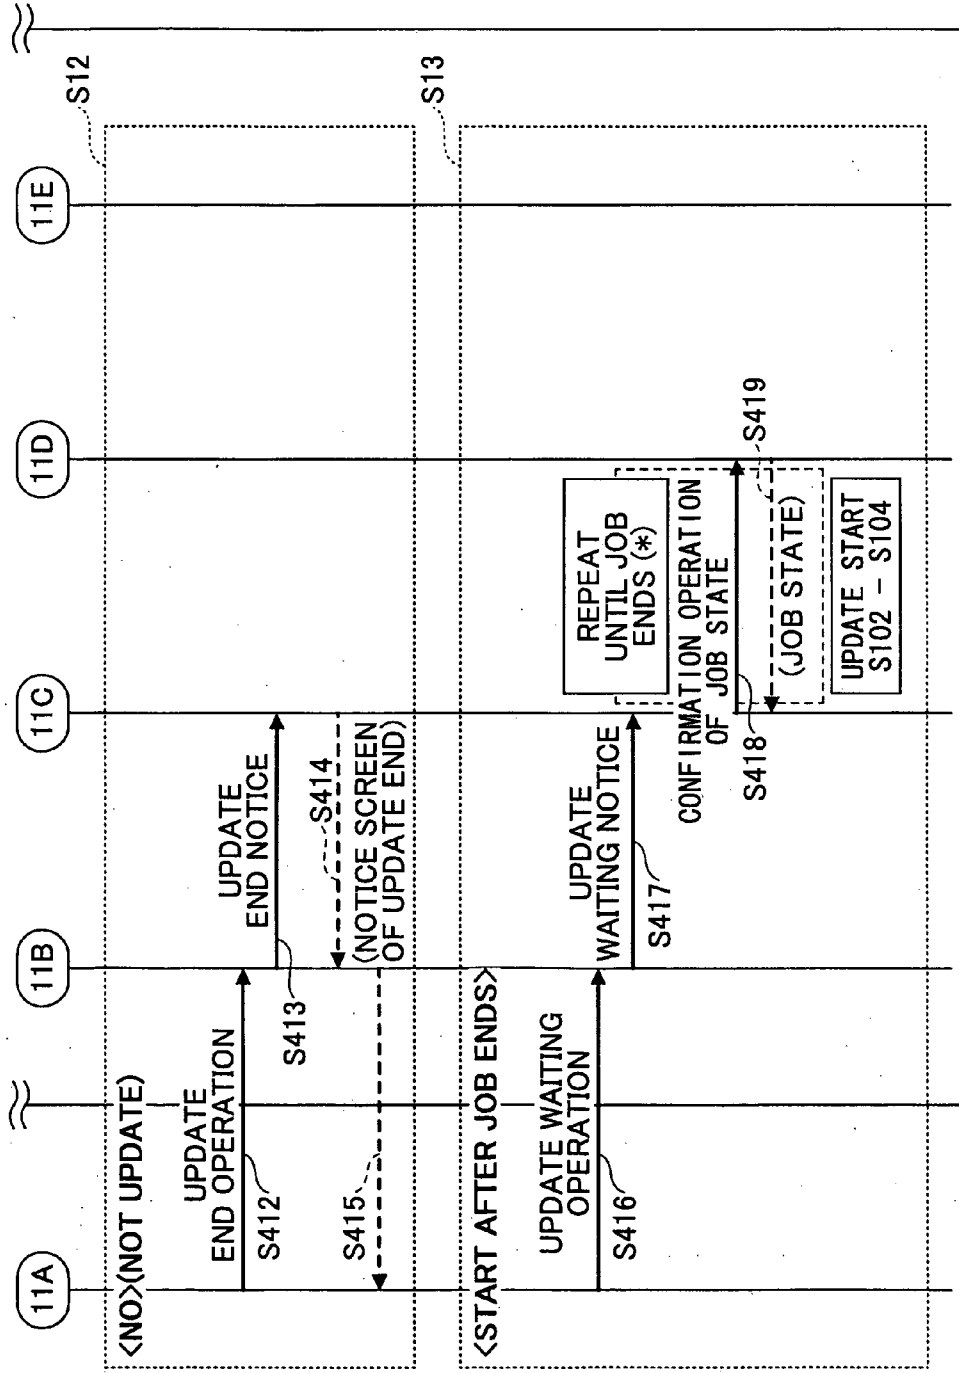 11A
11B
11C
11D
11E
S12
<NO>(NOT UPDATE)
UPDATE
END OPERATION
S412
UPDATE
END NOTICE
S413
S414
(NOTICE SCREEN
OF UPDATE END)
S415
S13
<START AFTER JOB ENDS>
UPDATE WAITING
OPERATION
S416
UPDATE
WAITING NOTICE
S417
REPEAT
UNTIL JOB
ENDS (*)
CONFIRMATION OPERATION
OF JOB STATE
S418
S419
(JOB STATE)
UPDATE START
S102 - S104